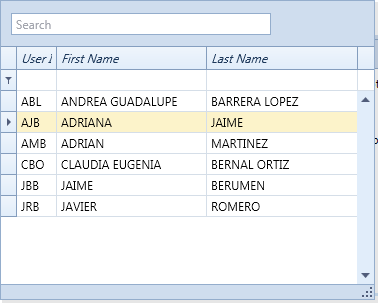 Search
User I First Name Last Name
ABL ANDREA GUADALUPE BARRERA LOPEZ
AJB ADRIANA JAIME
AMB ADRIAN MARTINEZ
CBO CLAUDIA EUGENIA BERNAL ORTIZ
JBB JAIME BERUMEN
JRB JAVIER ROMERO